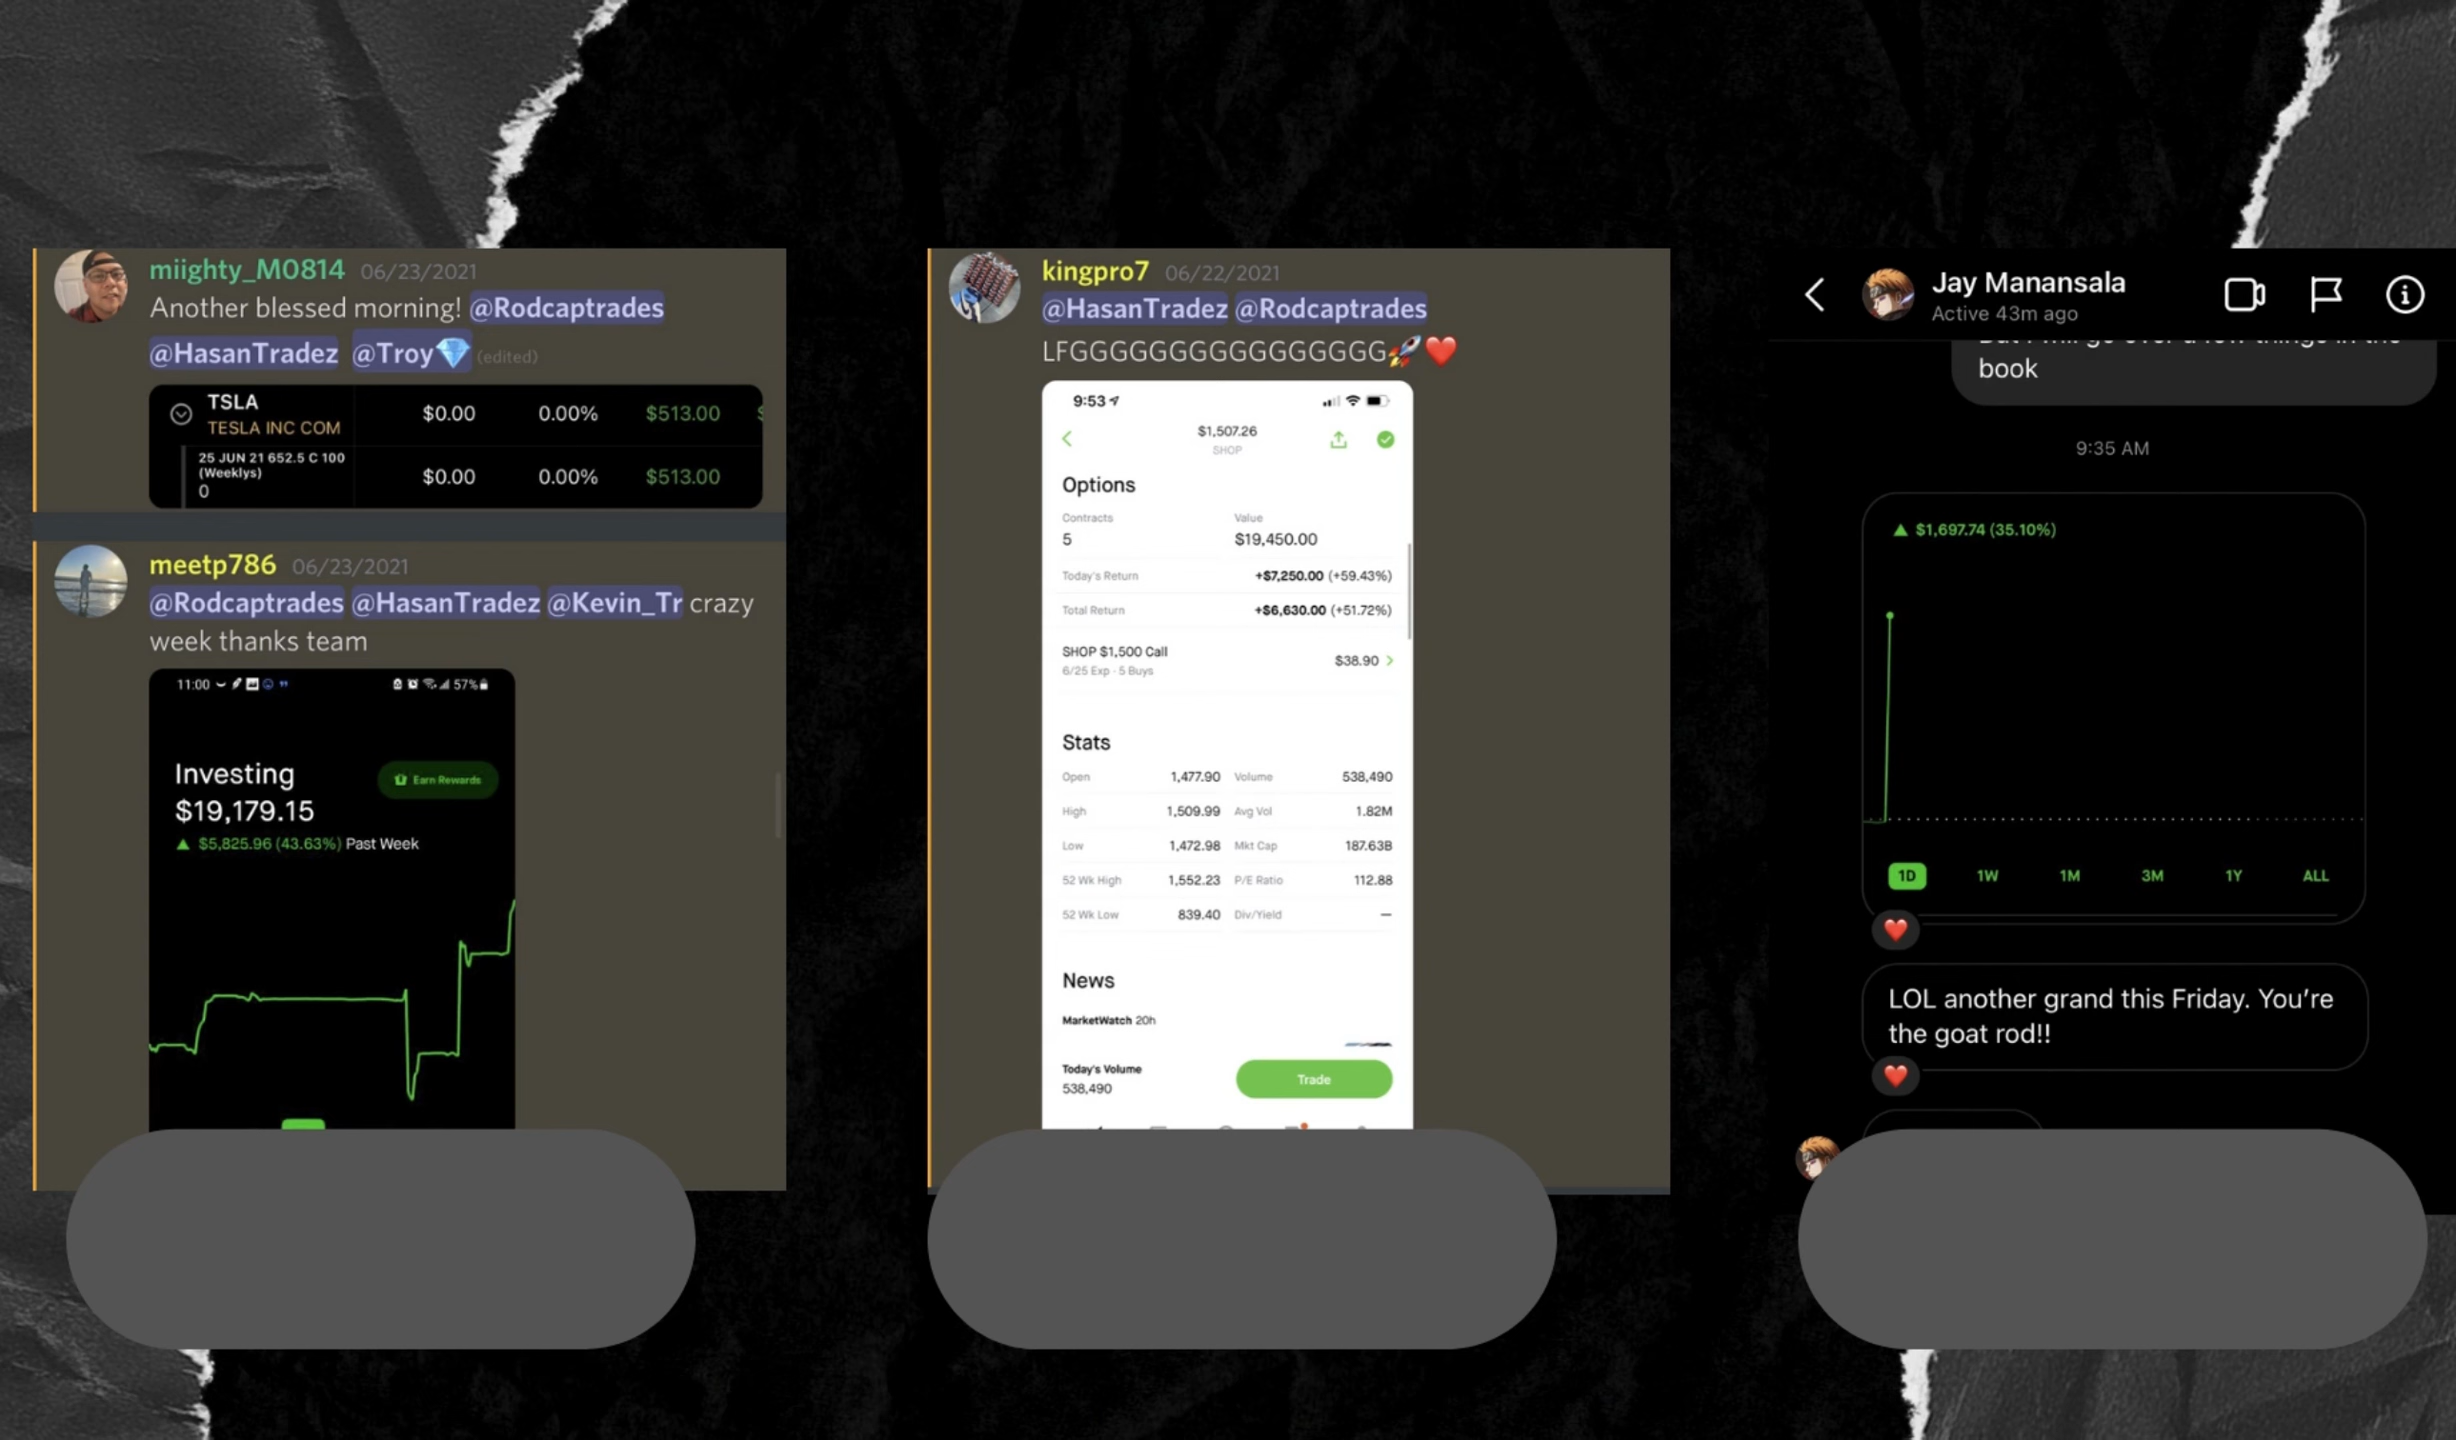 miighty_M0814 06/23/2021
Another blessed morning! @Rodcaptrades
@HasanTradez @Troy💎 (edited)
TSLA $0.00 0.00% $513.00
TESLA INC COM
25 JUN 21 652.5 C 100
(Weeklys) $0.00 0.00% $513.00
0
meetp786 06/23/2021
@Rodcaptrades @HasanTradez @Kevin_Tr crazy
week thanks team
11:00 57%
Investing
Earn Rewards
$19,179.15
▲ $5,825.96 (43.63%) Past Week
kingpro7 06/22/2021
@HasanTradez @Rodcaptrades
LFGGGGGGGGGGGGGGGG🚀❤️
9:53
$1,507.26
SHOP
Options
Contracts Value
5 $19,450.00
Today's Return +$7,250.00 (+59.43%)
Total Return +$6,630.00 (+51.72%)
SHOP $1,500 Call $38.90
6/25 Exp · 5 Buys
Stats
Open 1,477.90 Volume 538,490
High 1,509.99 Avg Vol 1.82M
Low 1,472.98 Mkt Cap 187.63B
52 Wk High 1,552.23 P/E Ratio 112.88
52 Wk Low 839.40 Div/Yield —
News
MarketWatch 20h
Today's Volume
538,490
Trade
Jay Manansala
Active 43m ago
book
9:35 AM
▲ $1,697.74 (35.10%)
1D 1W 1M 3M 1Y ALL
LOL another grand this Friday. You're
the goat rod!!